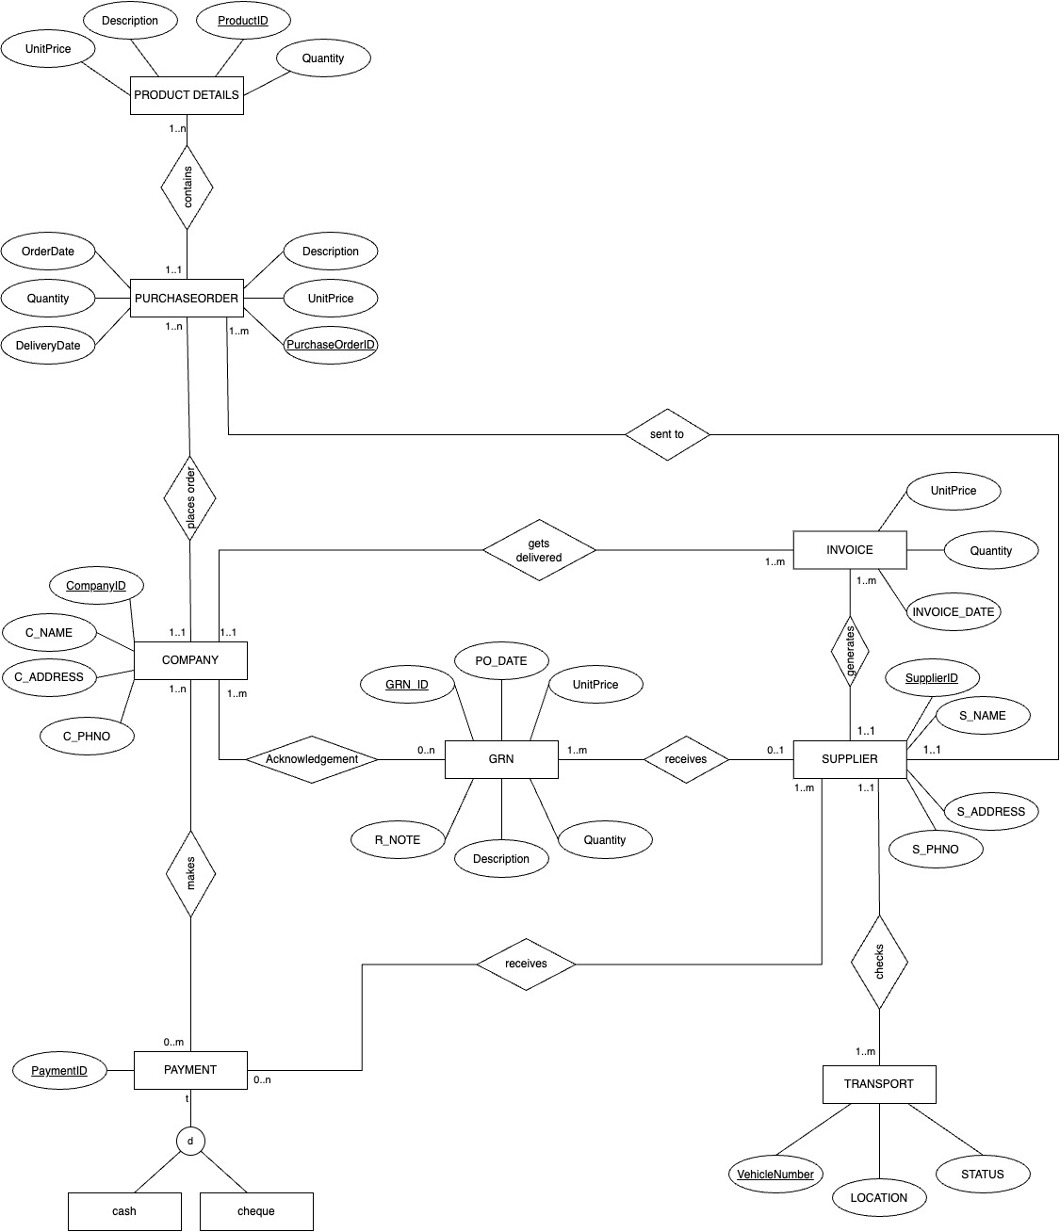 Description
ProductID
UnitPrice
Quantity
PRODUCT DETAILS
1..n
contains
OrderDate
Description
1..1
Quantity
PURCHASEORDER
UnitPrice
1..n
1..m
DeliveryDate
PurchaseOrderID
sent to
places order
UnitPrice
gets
delivered
INVOICE
Quantity
1..m
1..m
CompanyID
INVOICE_DATE
C_NAME
1..1
1..1
generates
COMPANY
PO_DATE
C_ADDRESS
GRN_ID
UnitPrice
SupplierID
1..n
1..m
S_NAME
C_PHNO
1..1
0..n
1..m
0..1
1..1
Acknowledgement
GRN
receives
SUPPLIER
1..m
1..1
S_ADDRESS
R_NOTE
Quantity
S_PHNO
Description
makes
receives
checks
0..m
1..m
PaymentID
PAYMENT
0..n
TRANSPORT
t
d
VehicleNumber
STATUS
LOCATION
cash
cheque